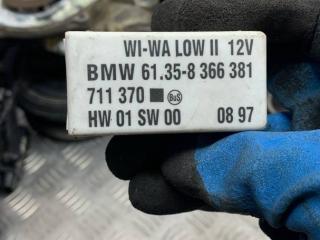 WI-WA LOW II 12V
BMW 61.35-8 366 381
711 370 BUS
HW 01 SW 00 08 97